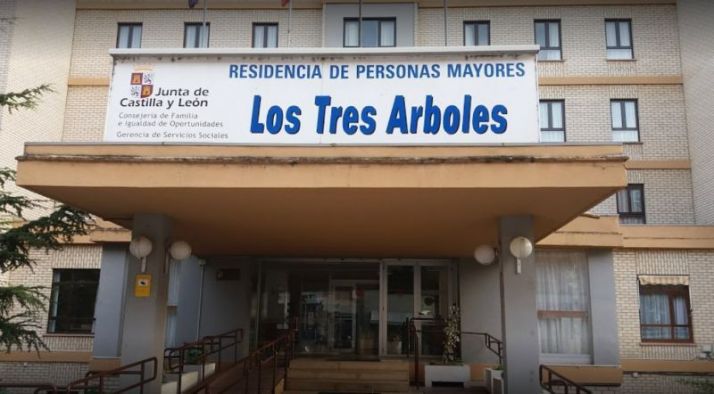 Junta de
Castilla y León
Consejería de Familia
e Igualdad de Oportunidades
Gerencia de Servicios Sociales
RESIDENCIA DE PERSONAS MAYORES
Los Tres Arboles